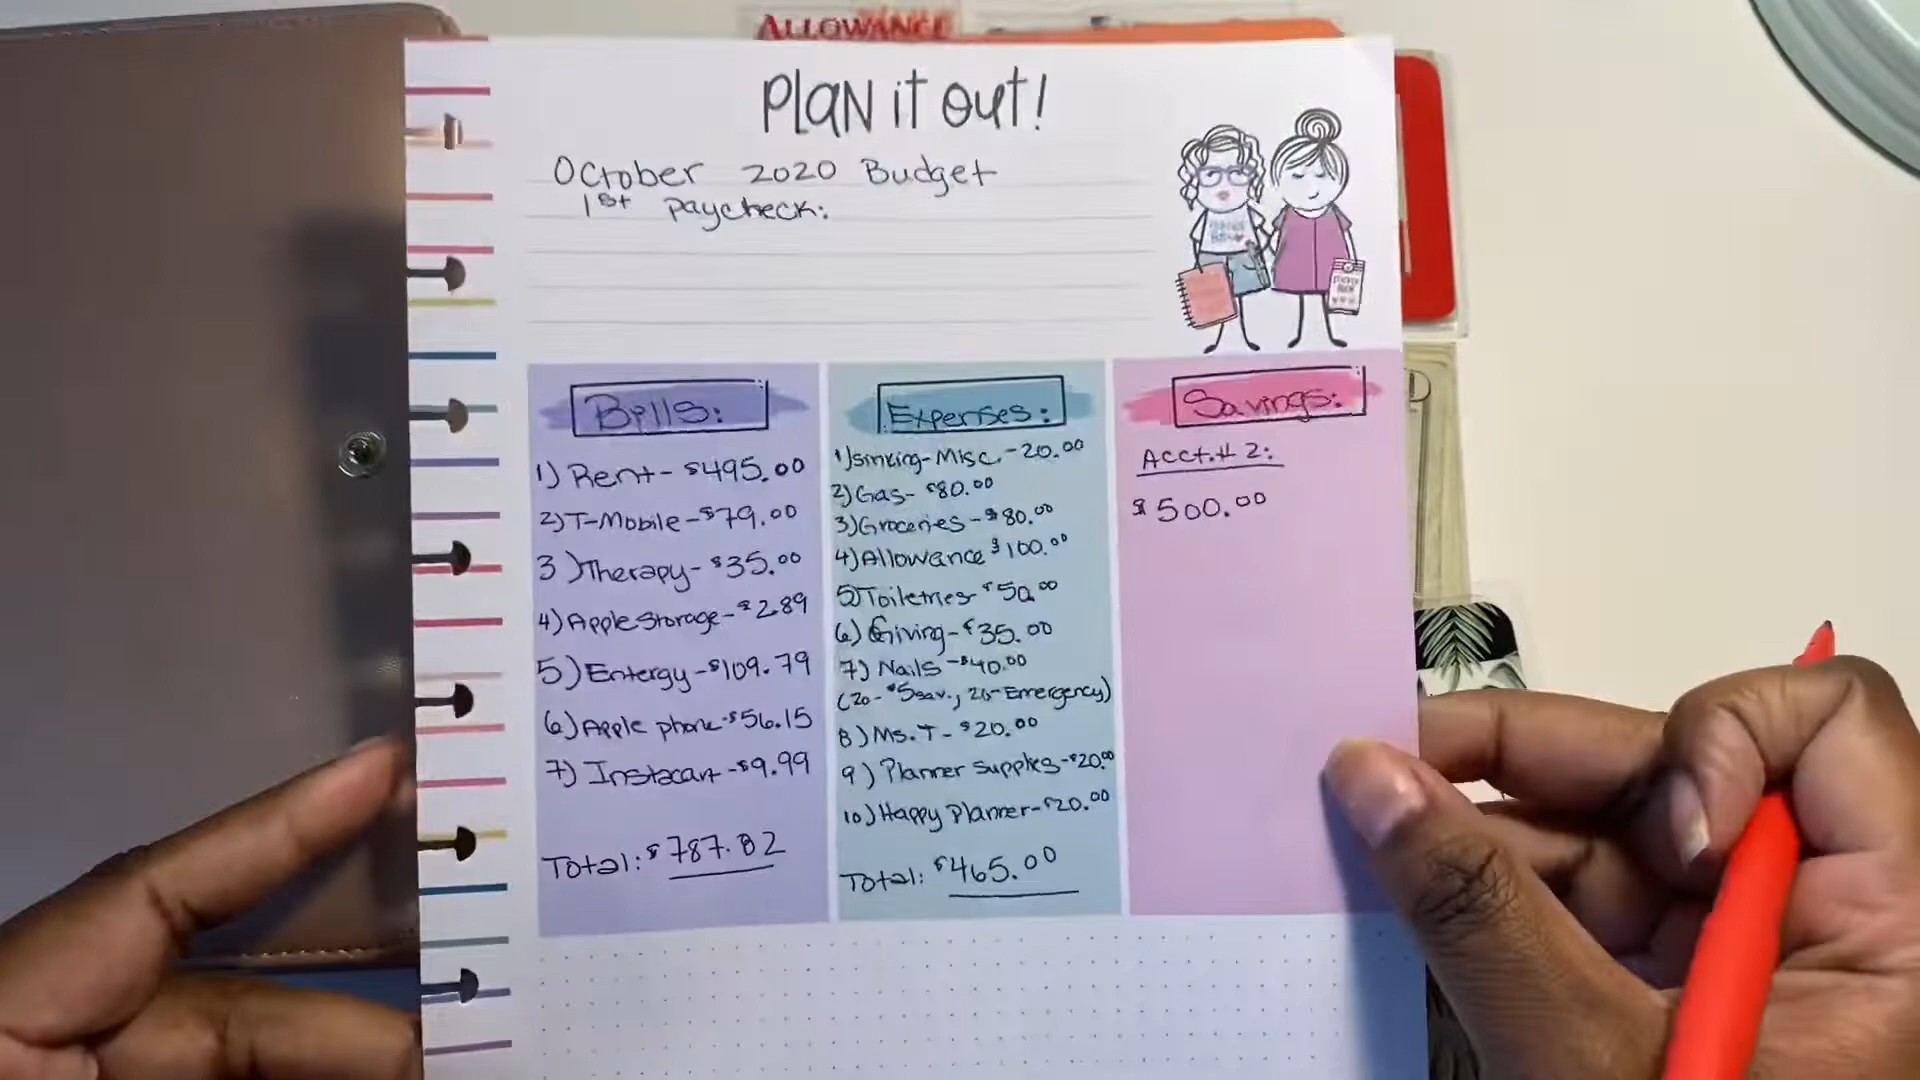 ALLOWANCE
PLAN it OUT!
October 2020 Budget
1st Paycheck:
Bills:
1) Rent - $495.00
2) T-Mobile - $79.00
3) Therapy - $35.00
4) Apple Storage - $2.89
5) Entergy - $109.79
6) Apple phone - $56.15
7) Instacart - $9.99
Total: $787.82
Expenses:
1) Sinking - Misc. - 20.00
2) Gas - $80.00
3) Groceries - $80.00
4) Allowance $100.00
5) Toiletries - $50.00
6) Giving - $35.00
7) Nails - $40.00
(20 - $5 sav., 20 - Emergency)
8) Ms. T - $20.00
9) Planner Supplies - $20.00
10) Happy Planner - $20.00
Total: $465.00
Savings:
Acct. # 2:
$500.00